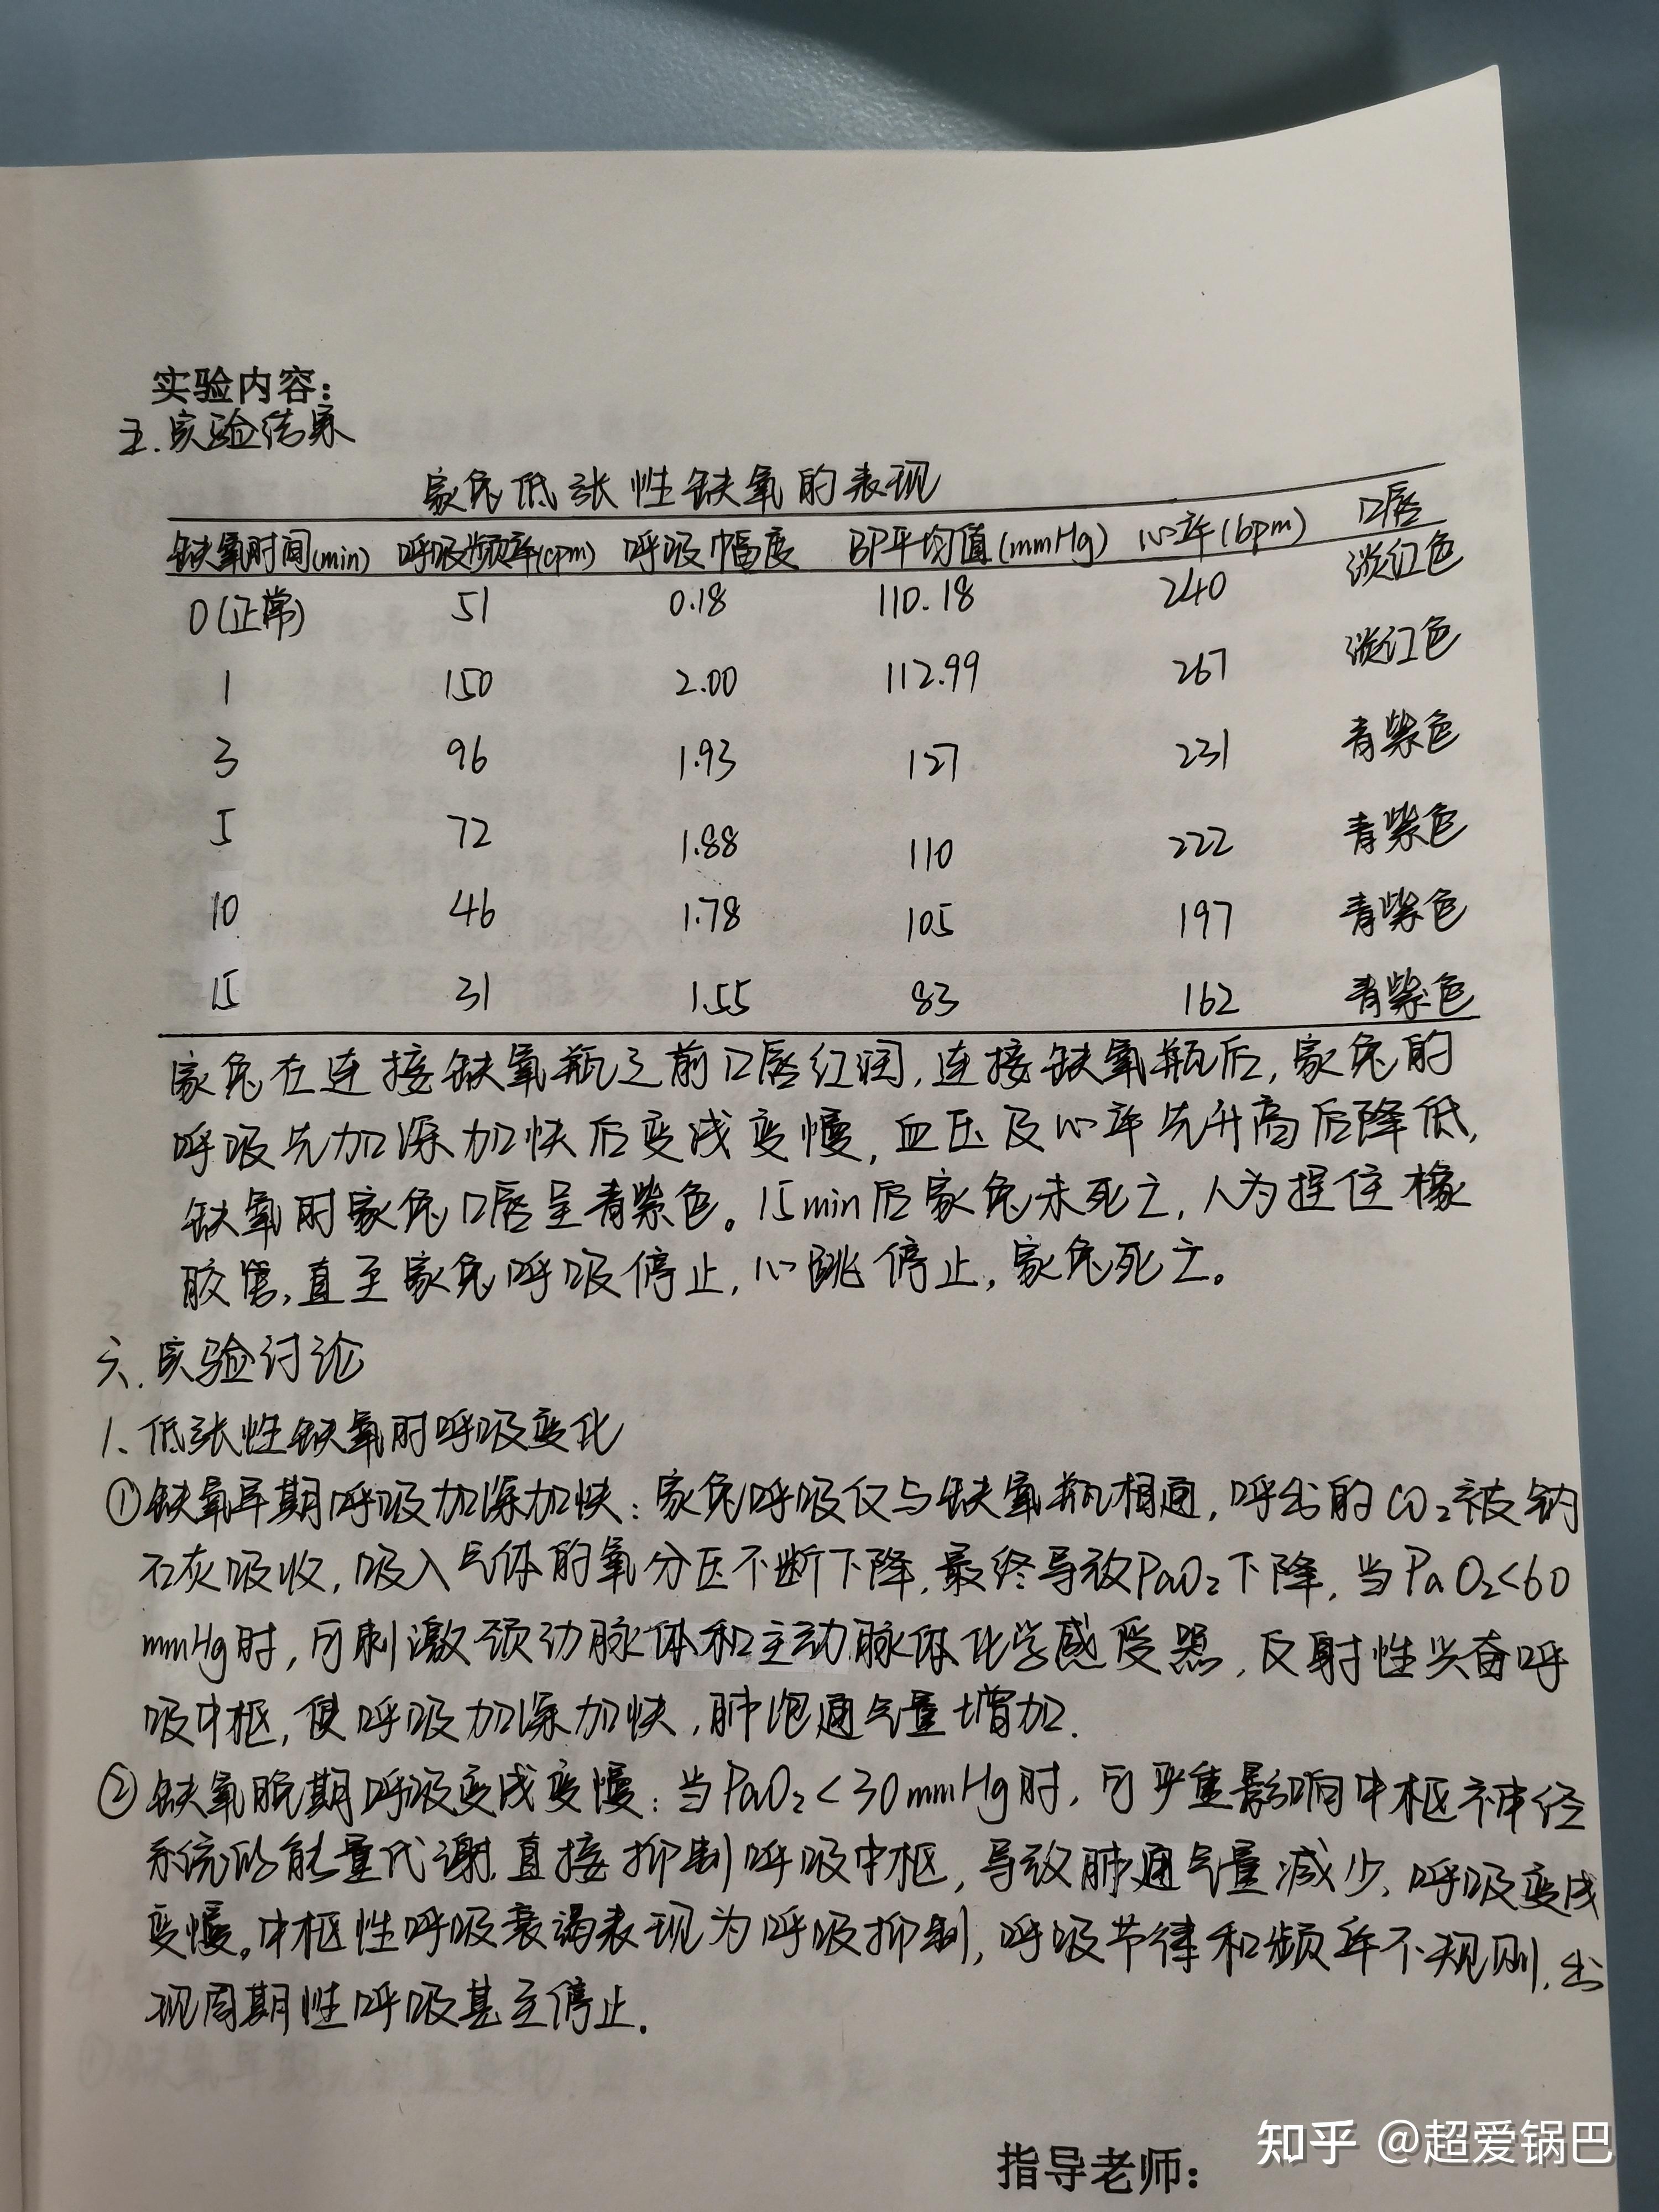 实验内容:
五.实验结果
家兔低张性缺氧的表现
缺氧时间(min) 呼吸频率(cpm) 呼吸幅度 BP平均值(mmHg) 心率(bpm) 口唇
0(正常) 51 0.18 110.18 240 淡红色
1 150 2.00 112.99 267 淡红色
3 96 1.93 127 231 青紫色
5 72 1.88 110 222 青紫色
10 46 1.78 105 197 青紫色
15 31 1.55 83 162 青紫色
家兔在连接缺氧瓶之前口唇红润,连接缺氧瓶后,家兔的
呼吸先加深加快后变浅变慢,血压及心率先升高后降低,
缺氧时家兔口唇呈青紫色。15min后家兔未死亡,人为捏住橡
胶管,直至家兔呼吸停止,心跳停止,家兔死亡。
六.实验讨论
1、低张性缺氧时呼吸变化
①缺氧早期呼吸加深加快:家兔呼吸仅与缺氧瓶相通,呼出的CO₂被钠
石灰吸收,吸入气体的氧分压不断下降,最终导致PaO₂下降,当PaO₂<60
mmHg时,可刺激颈动脉体和主动脉体化学感受器,反射性兴奋呼
吸中枢,使呼吸加深加快,肺泡通气量增加.
②缺氧晚期呼吸变浅变慢:当PaO₂<30mmHg时,可严重影响中枢神经
系统的能量代谢,直接抑制呼吸中枢,导致肺通气量减少、呼吸变浅
变慢。中枢性呼吸衰竭表现为呼吸抑制,呼吸节律和频率不规则,出
现周期性呼吸甚至停止.
指导老师:
知乎 @超爱锅巴